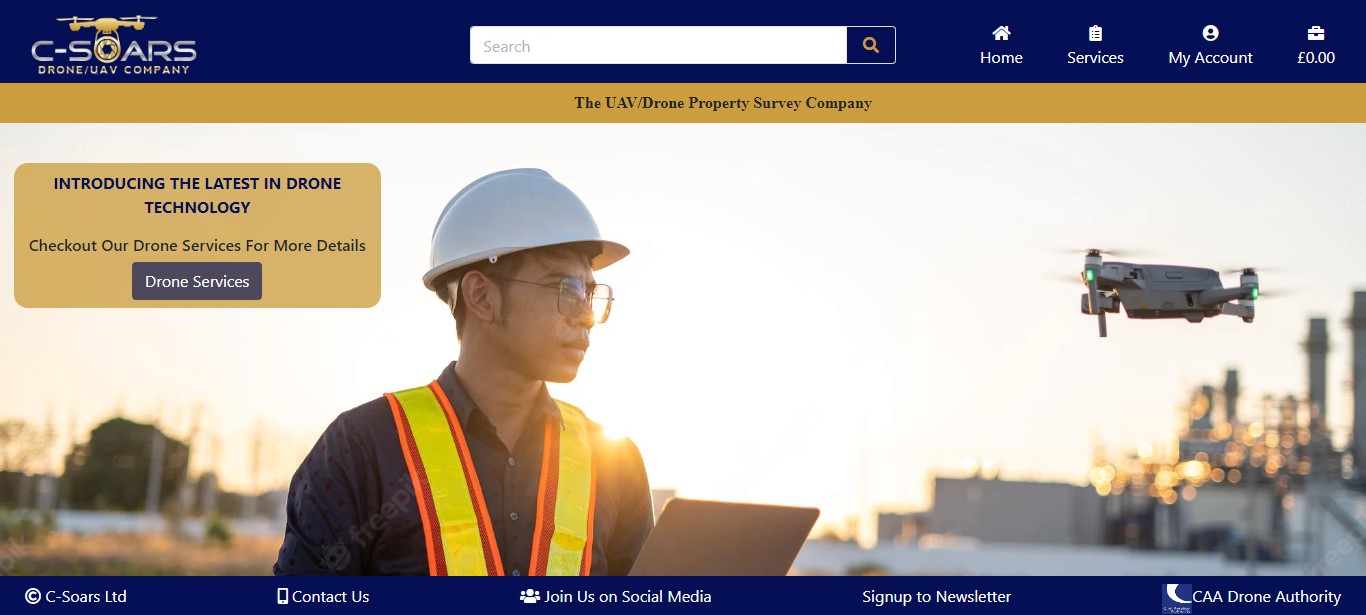 C-SOARS
DRONE/UAV COMPANY
Search
Home
Services
My Account
£0.00
The UAV/Drone Property Survey Company
INTRODUCING THE LATEST IN DRONE
TECHNOLOGY
Checkout Our Drone Services For More Details
Drone Services
freepik
© C-Soars Ltd
Contact Us
Join Us on Social Media
Signup to Newsletter
CAA Drone Authority